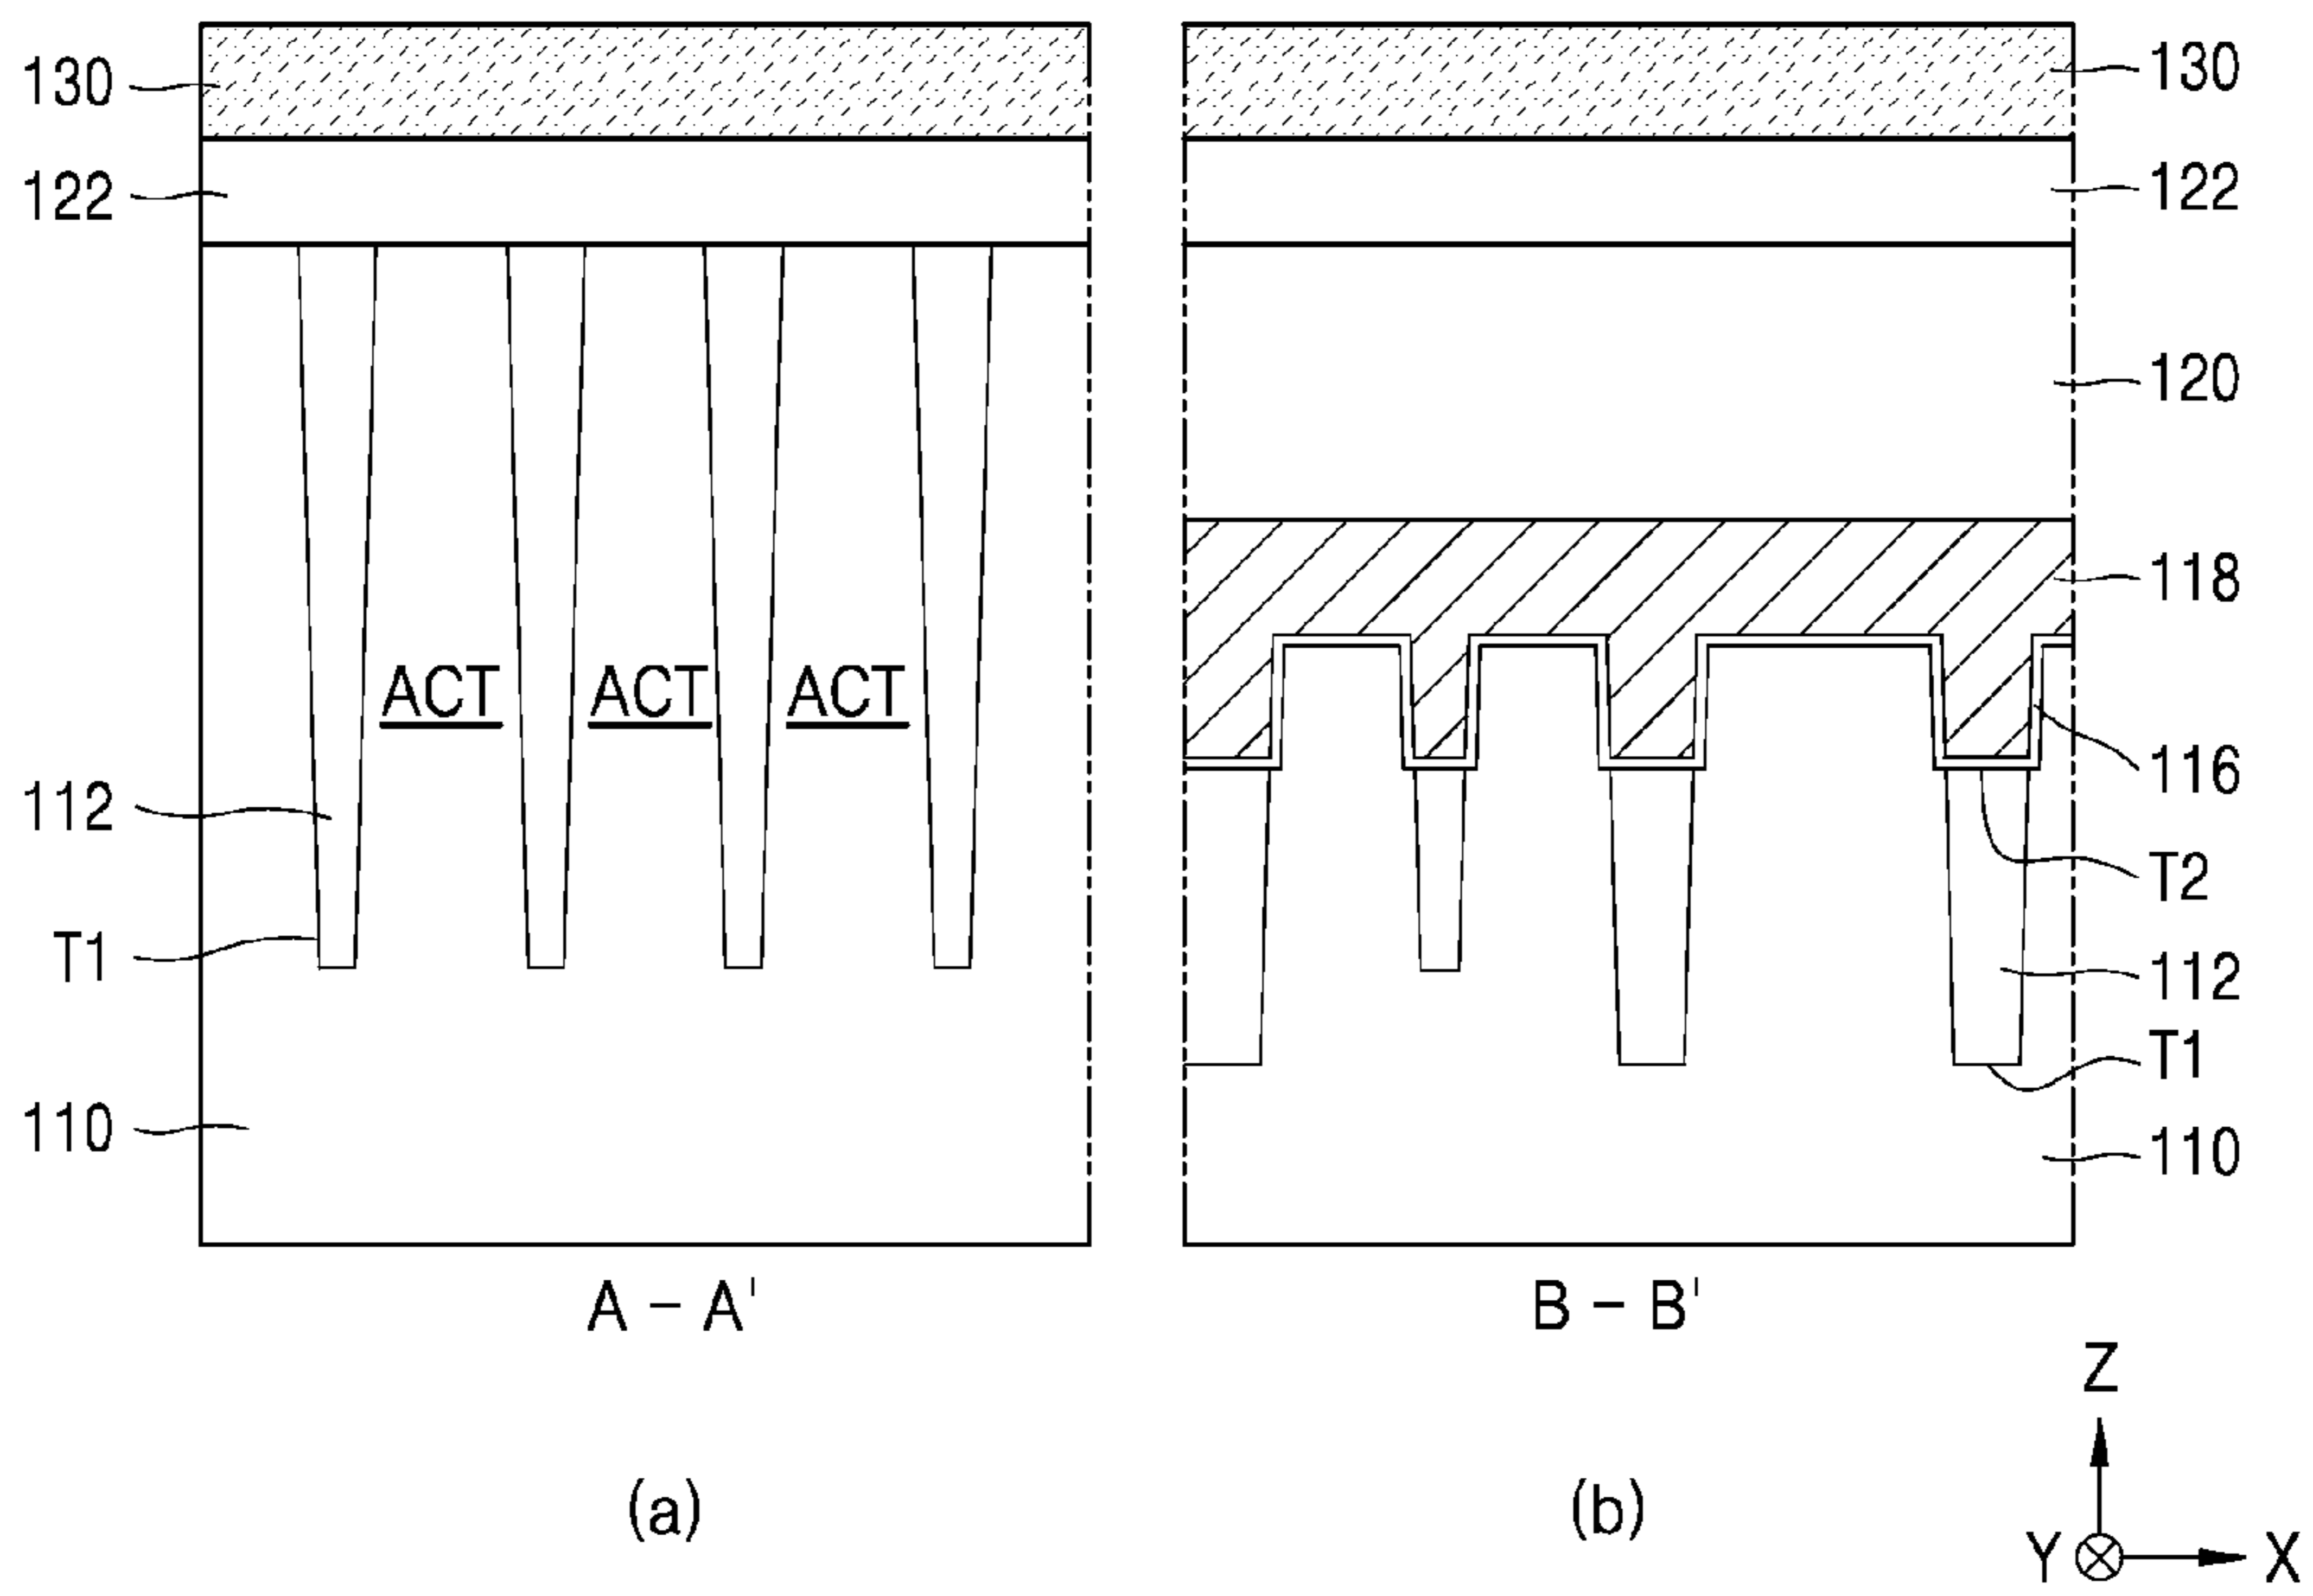 130
122
ACT ACT ACT
112
T1
110
A – A'
(a)
130
122
120
118
116
T2
112
T1
110
B – B'
(b)
Z
Y X